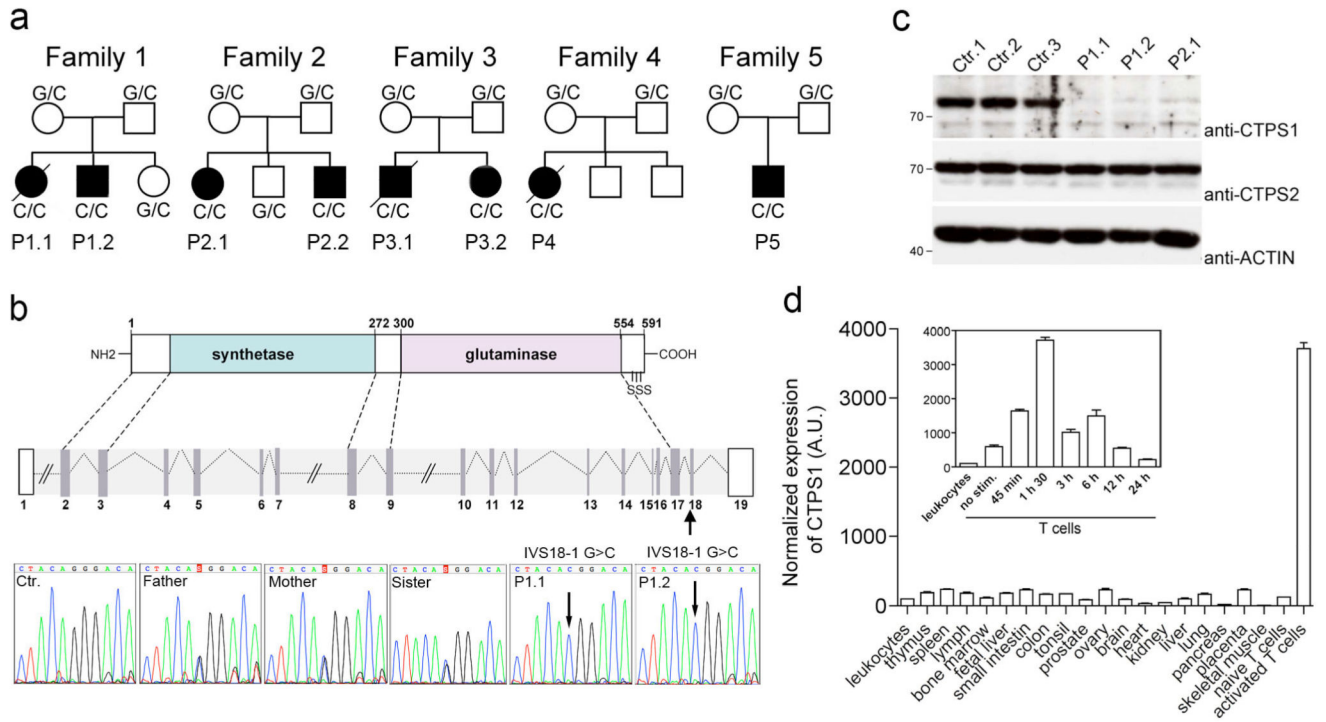 a
Family 1 Family 2 Family 3 Family 4 Family 5
G/C G/C G/C G/C G/C G/C G/C G/C G/C G/C
C/C C/C G/C C/C G/C C/C C/C C/C C/C C/C
P1.1 P1.2 P2.1 P2.2 P3.1 P3.2 P4 P5
b
1 272 300 554 591
NH2 synthetase glutaminase COOH
SSS
1 2 3 4 5 6 7 8 9 10 11 12 13 14 15 16 17 18 19
IVS18-1 G>C IVS18-1 G>C
C T A C A G G G A C A C T A C A S G G A C A C T A C A S G G A C A C T A C A S G G A C A C T A C A C G G A C A C T A C A C G G A C A
Ctr. Father Mother Sister P1.1 P1.2
c
Ctr.1 Ctr.2 Ctr.3 P1.1 P1.2 P2.1
70
anti-CTPS1
70
anti-CTPS2
40
anti-ACTIN
d
Normalized expression
of CTPS1 (A.U.)
4000
3000
2000
1000
0
4000
3000
2000
1000
0
leukocytes no stim. 45 min 1 h 30 3 h 6 h 12 h 24 h
T cells
leukocytes thymus spleen lymph bone marrow fetal liver small intestin colon tonsil prostate ovary brain heart kidney liver lung pancreas placenta skeletal muscle naive T cells activated T cells